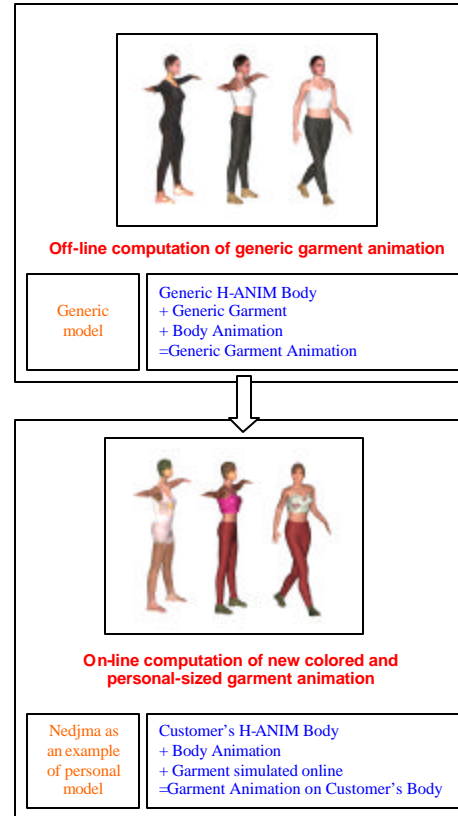 Off-line computation of generic garment animation
Generic
model
Generic H-ANIM Body
+ Generic Garment
+ Body Animation
=Generic Garment Animation
On-line computation of new colored and
personal-sized garment animation
Nedjma as
an example
of personal
model
Customer's H-ANIM Body
+ Body Animation
+ Garment simulated online
=Garment Animation on Customer's Body